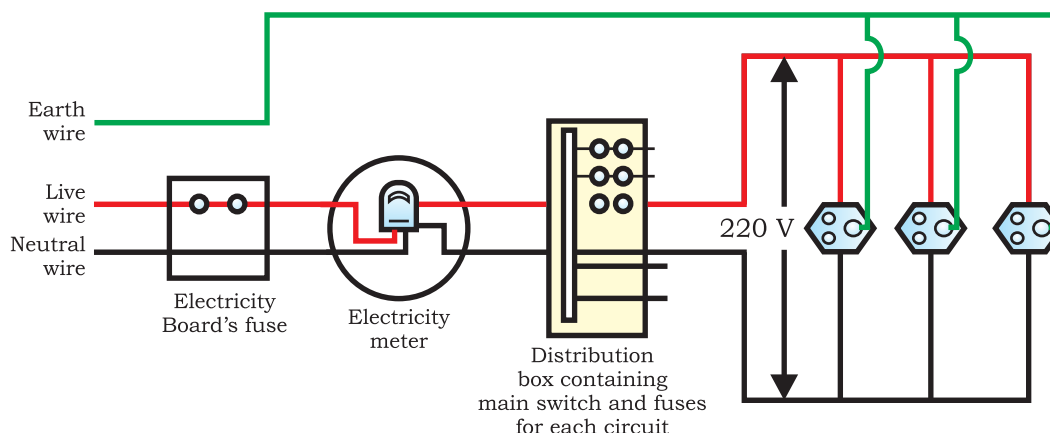 Earth
wire
Live
wire
Neutral
wire
220 V
Electricity
Board’s fuse
Electricity
meter
Distribution
box containing
main switch and fuses
for each circuit